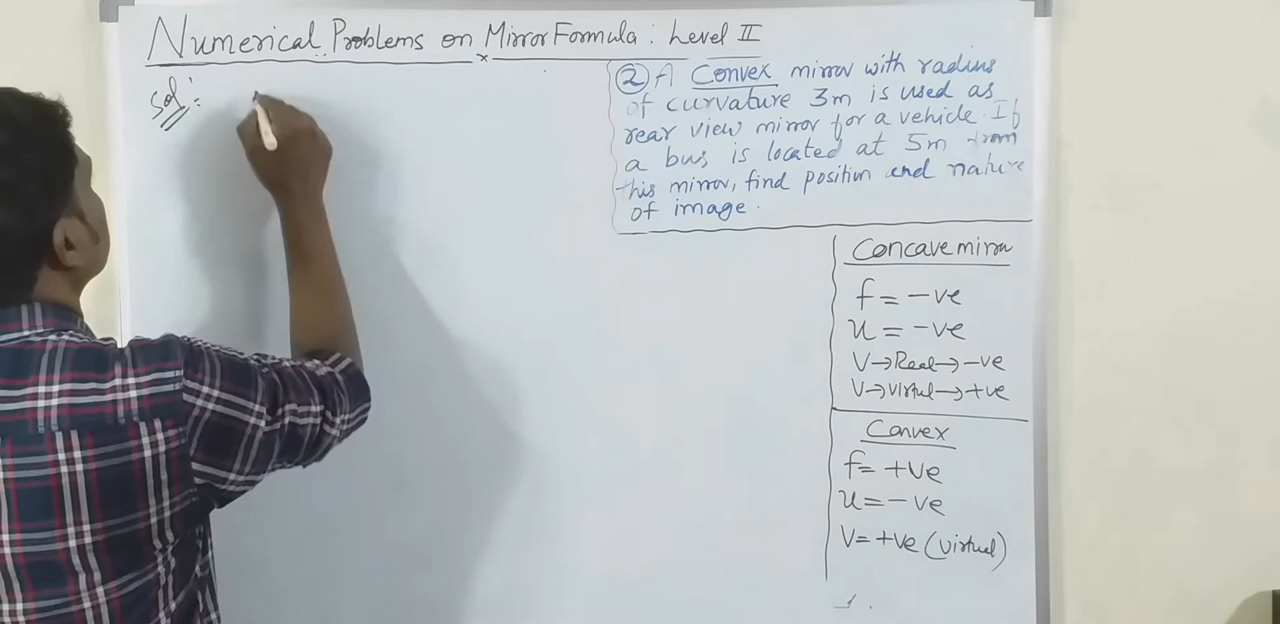 Numerical Problems on Mirror Formula : Level II
Sol:
② A Convex mirror with radius
of curvature 3m is used as
rear view mirror for a vehicle. If
a bus is located at 5m from
this mirror, find position and nature
of image.
Concave mirror
f = -ve
u = -ve
V→Real→-ve
V→Virtual→+ve
Convex
f= +ve
u=-ve
V= +ve (virtual)